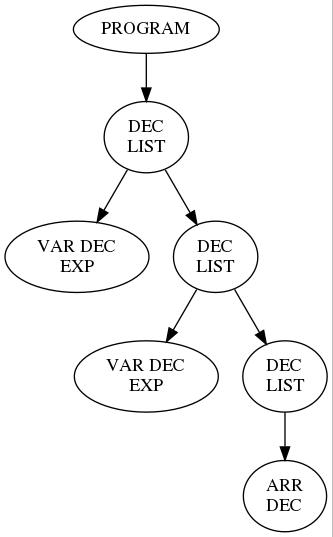 PROGRAM
DEC
LIST
VAR DEC
EXP
DEC
LIST
VAR DEC
EXP
DEC
LIST
ARR
DEC